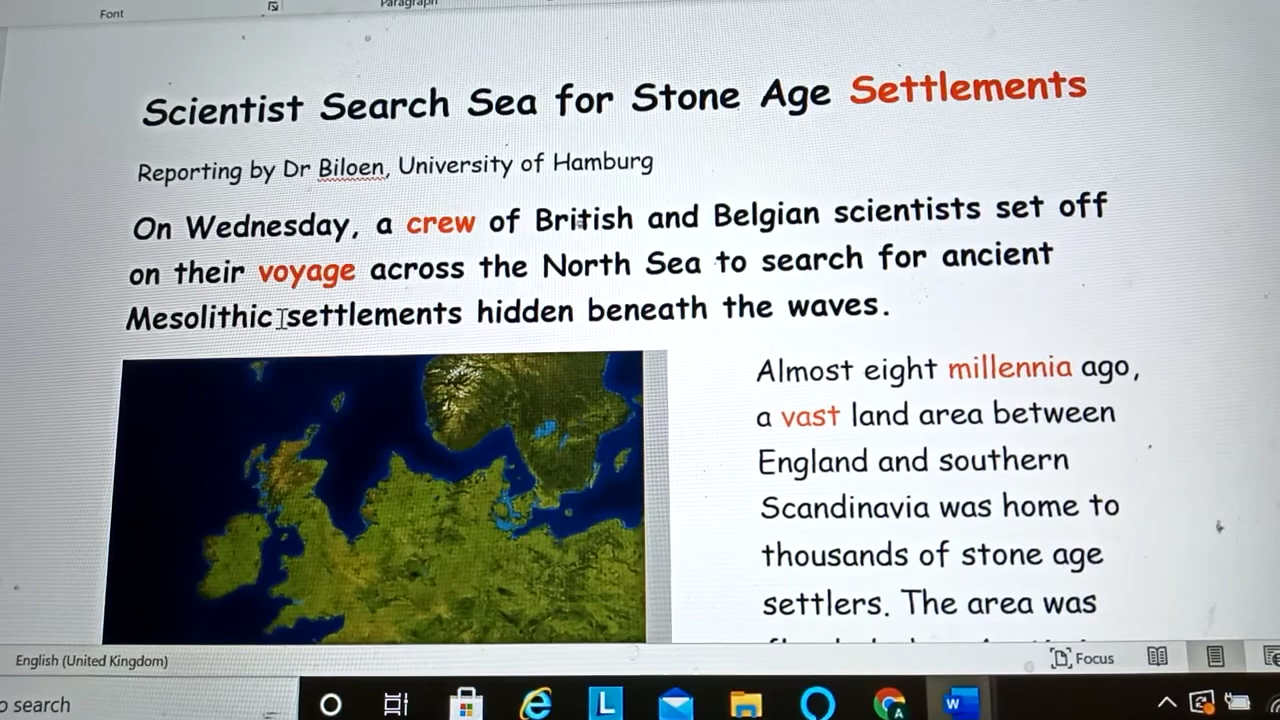 Font
Paragraph
Scientist Search Sea for Stone Age Settlements
Reporting by Dr Biloen, University of Hamburg
On Wednesday, a crew of British and Belgian scientists set off
on their voyage across the North Sea to search for ancient
Mesolithic settlements hidden beneath the waves.
Almost eight millennia ago,
a vast land area between
England and southern
Scandinavia was home to
thousands of stone age
settlers. The area was
English (United Kingdom)
Focus
o search
L
A
W